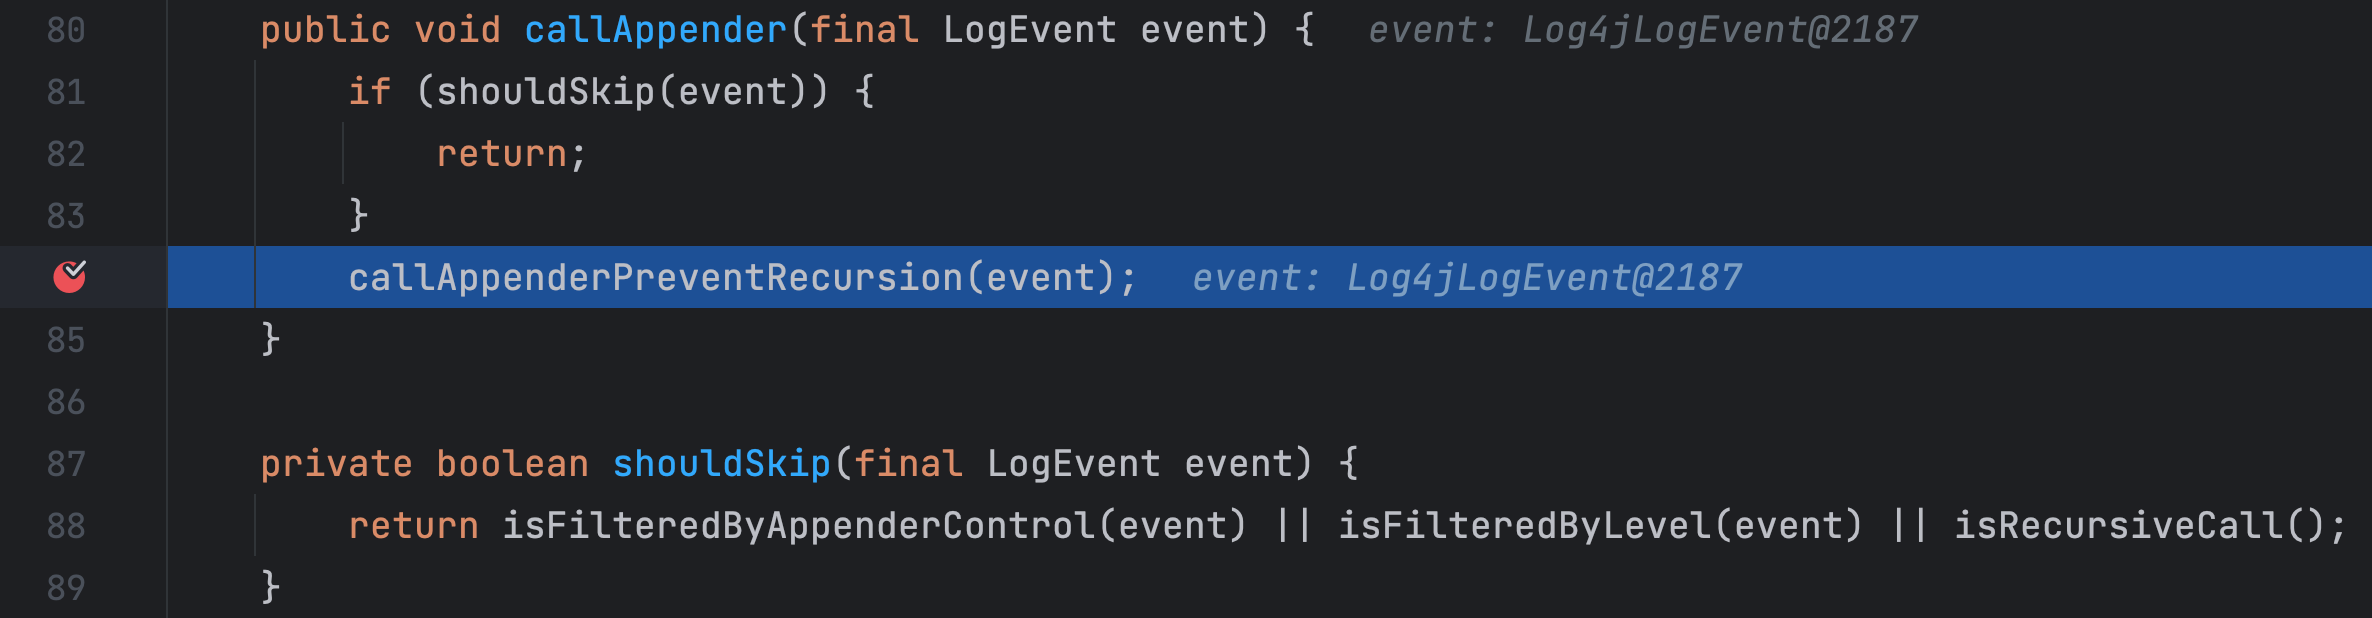 80 public void callAppender(final LogEvent event) { event: Log4jLogEvent@2187
81 if (shouldSkip(event)) {
82 return;
83 }
callAppenderPreventRecursion(event); event: Log4jLogEvent@2187
85 }
86
87 private boolean shouldSkip(final LogEvent event) {
88 return isFilteredByAppenderControl(event) || isFilteredByLevel(event) || isRecursiveCall();
89 }